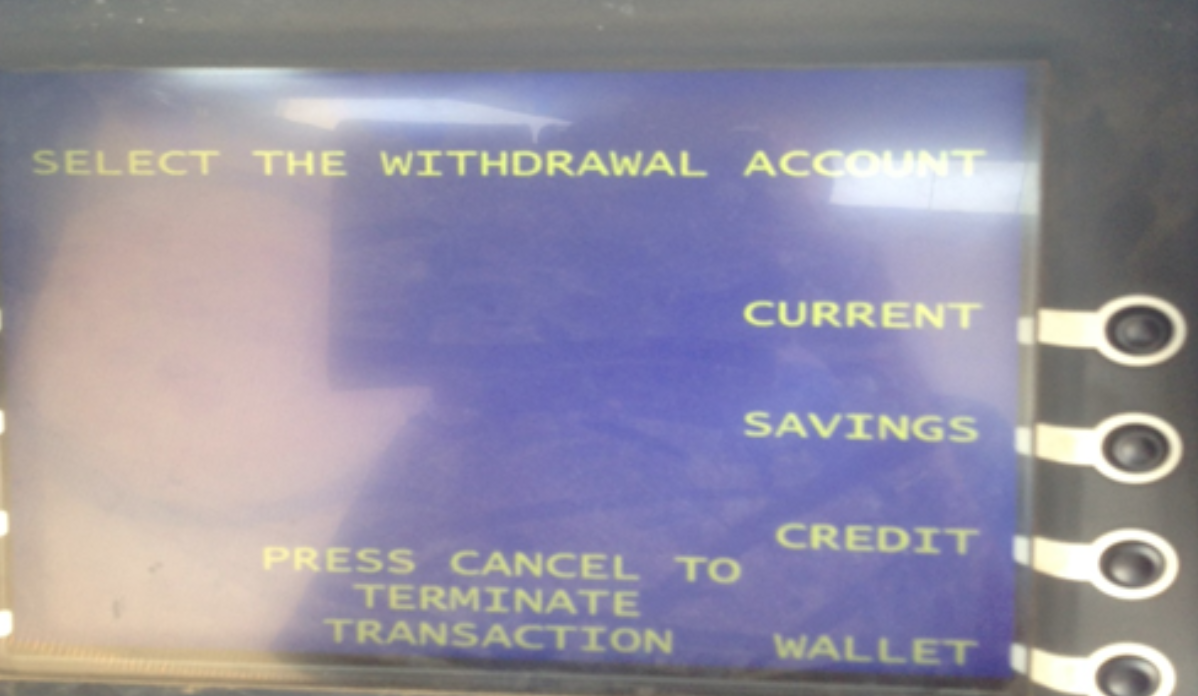 SELECT THE WITHDRAWAL ACCOUNT
CURRENT
SAVINGS
CREDIT
PRESS CANCEL TO
TERMINATE
TRANSACTION
WALLET